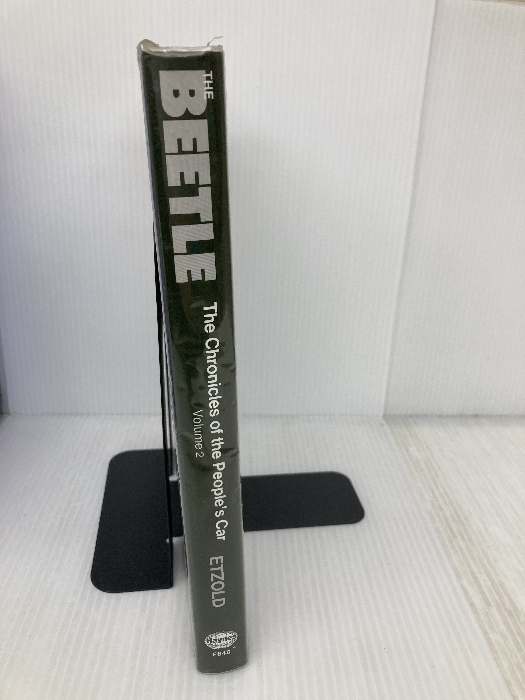 THE
BEETLE
The Chronicles of the People's Car
Volume 2
ETZOLD